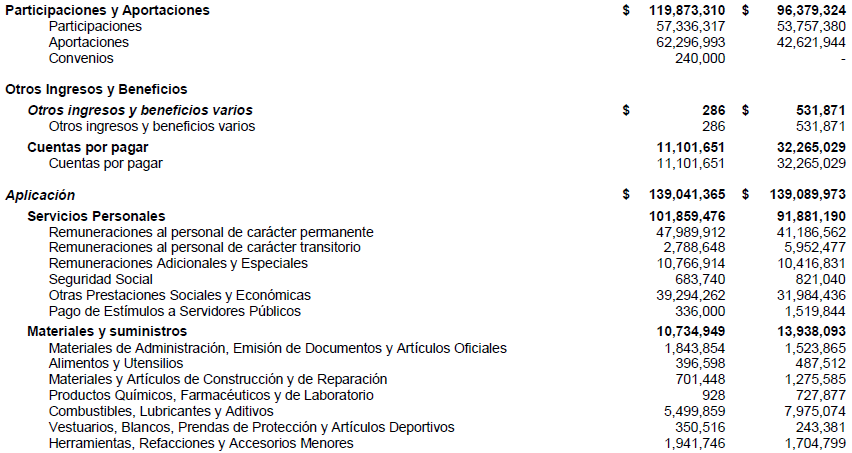 Participaciones y Aportaciones $ 119,873,310 $ 96,379,324
Participaciones 57,336,317 53,757,380
Aportaciones 62,296,993 42,621,944
Convenios 240,000 -
Otros Ingresos y Beneficios
Otros ingresos y beneficios varios $ 286 $ 531,871
Otros ingresos y beneficios varios 286 531,871
Cuentas por pagar 11,101,651 32,265,029
Cuentas por pagar 11,101,651 32,265,029
Aplicación $ 139,041,365 $ 139,089,973
Servicios Personales 101,859,476 91,881,190
Remuneraciones al personal de carácter permanente 47,989,912 41,186,562
Remuneraciones al personal de carácter transitorio 2,788,648 5,952,477
Remuneraciones Adicionales y Especiales 10,766,914 10,416,831
Seguridad Social 683,740 821,040
Otras Prestaciones Sociales y Económicas 39,294,262 31,984,436
Pago de Estímulos a Servidores Públicos 336,000 1,519,844
Materiales y suministros 10,734,949 13,938,093
Materiales de Administración, Emisión de Documentos y Artículos Oficiales 1,843,854 1,523,865
Alimentos y Utensilios 396,598 487,512
Materiales y Artículos de Construcción y de Reparación 701,448 1,275,585
Productos Químicos, Farmacéuticos y de Laboratorio 928 727,877
Combustibles, Lubricantes y Aditivos 5,499,859 7,975,074
Vestuarios, Blancos, Prendas de Protección y Artículos Deportivos 350,516 243,381
Herramientas, Refacciones y Accesorios Menores 1,941,746 1,704,799